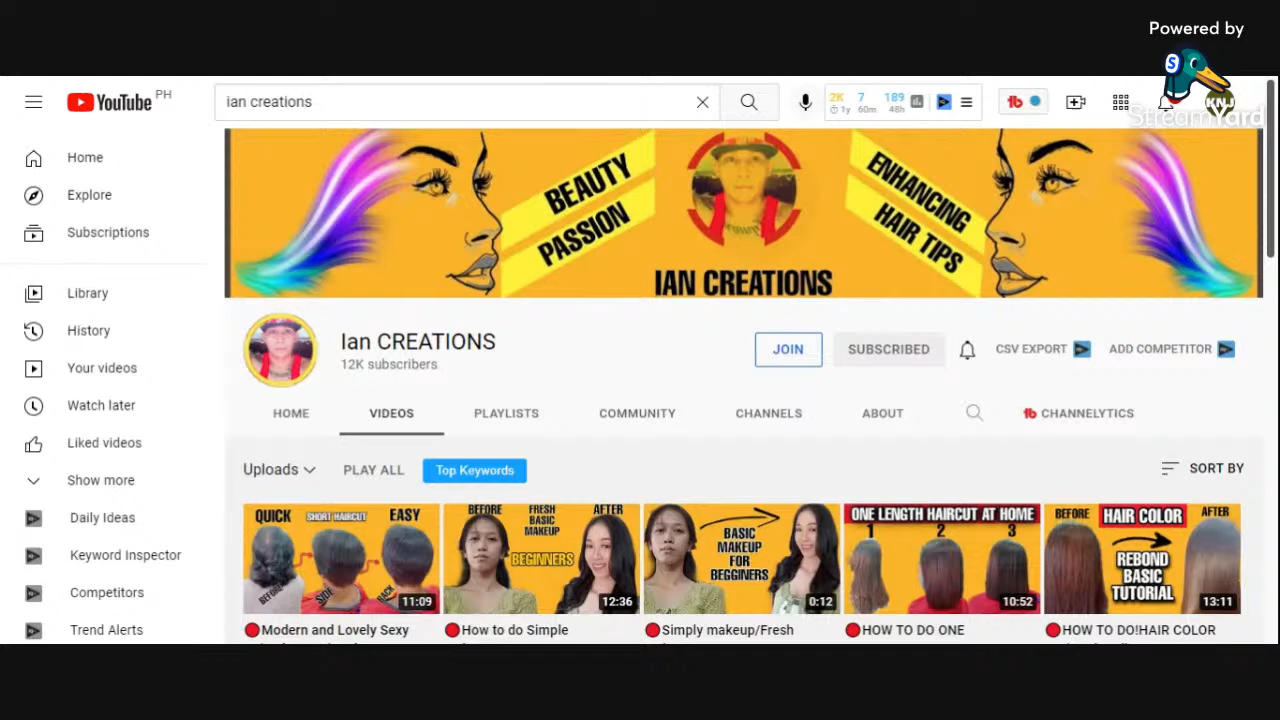 Powered by
S
StreamYard
YouTube PH
ian creations
2K 7 189
1y 60m 48h
tb
KNJ
Home
Explore
Subscriptions
Library
History
Your videos
Watch later
Liked videos
Show more
Daily Ideas
Keyword Inspector
Competitors
Trend Alerts
BEAUTY
PASSION
ENHANCING
HAIR TIPS
IAN CREATIONS
Ian CREATIONS
12K subscribers
JOIN
SUBSCRIBED
CSV EXPORT
ADD COMPETITOR
HOME
VIDEOS
PLAYLISTS
COMMUNITY
CHANNELS
ABOUT
tb CHANNELYTICS
Uploads
PLAY ALL
Top Keywords
SORT BY
QUICK SHORT HAIRCUT EASY
BEFORE SIDE BACK
11:09
Modern and Lovely Sexy
BEFORE FRESH BASIC MAKEUP AFTER
BEGINNERS
12:36
How to do Simple
BASIC
MAKEUP
FOR
BEGGINERS
0:12
Simply makeup/Fresh
ONE LENGTH HAIRCUT AT HOME
1 2 3
10:52
HOW TO DO ONE
BEFORE HAIR COLOR AFTER
REBOND
BASIC
TUTORIAL
13:11
HOW TO DO!HAIR COLOR